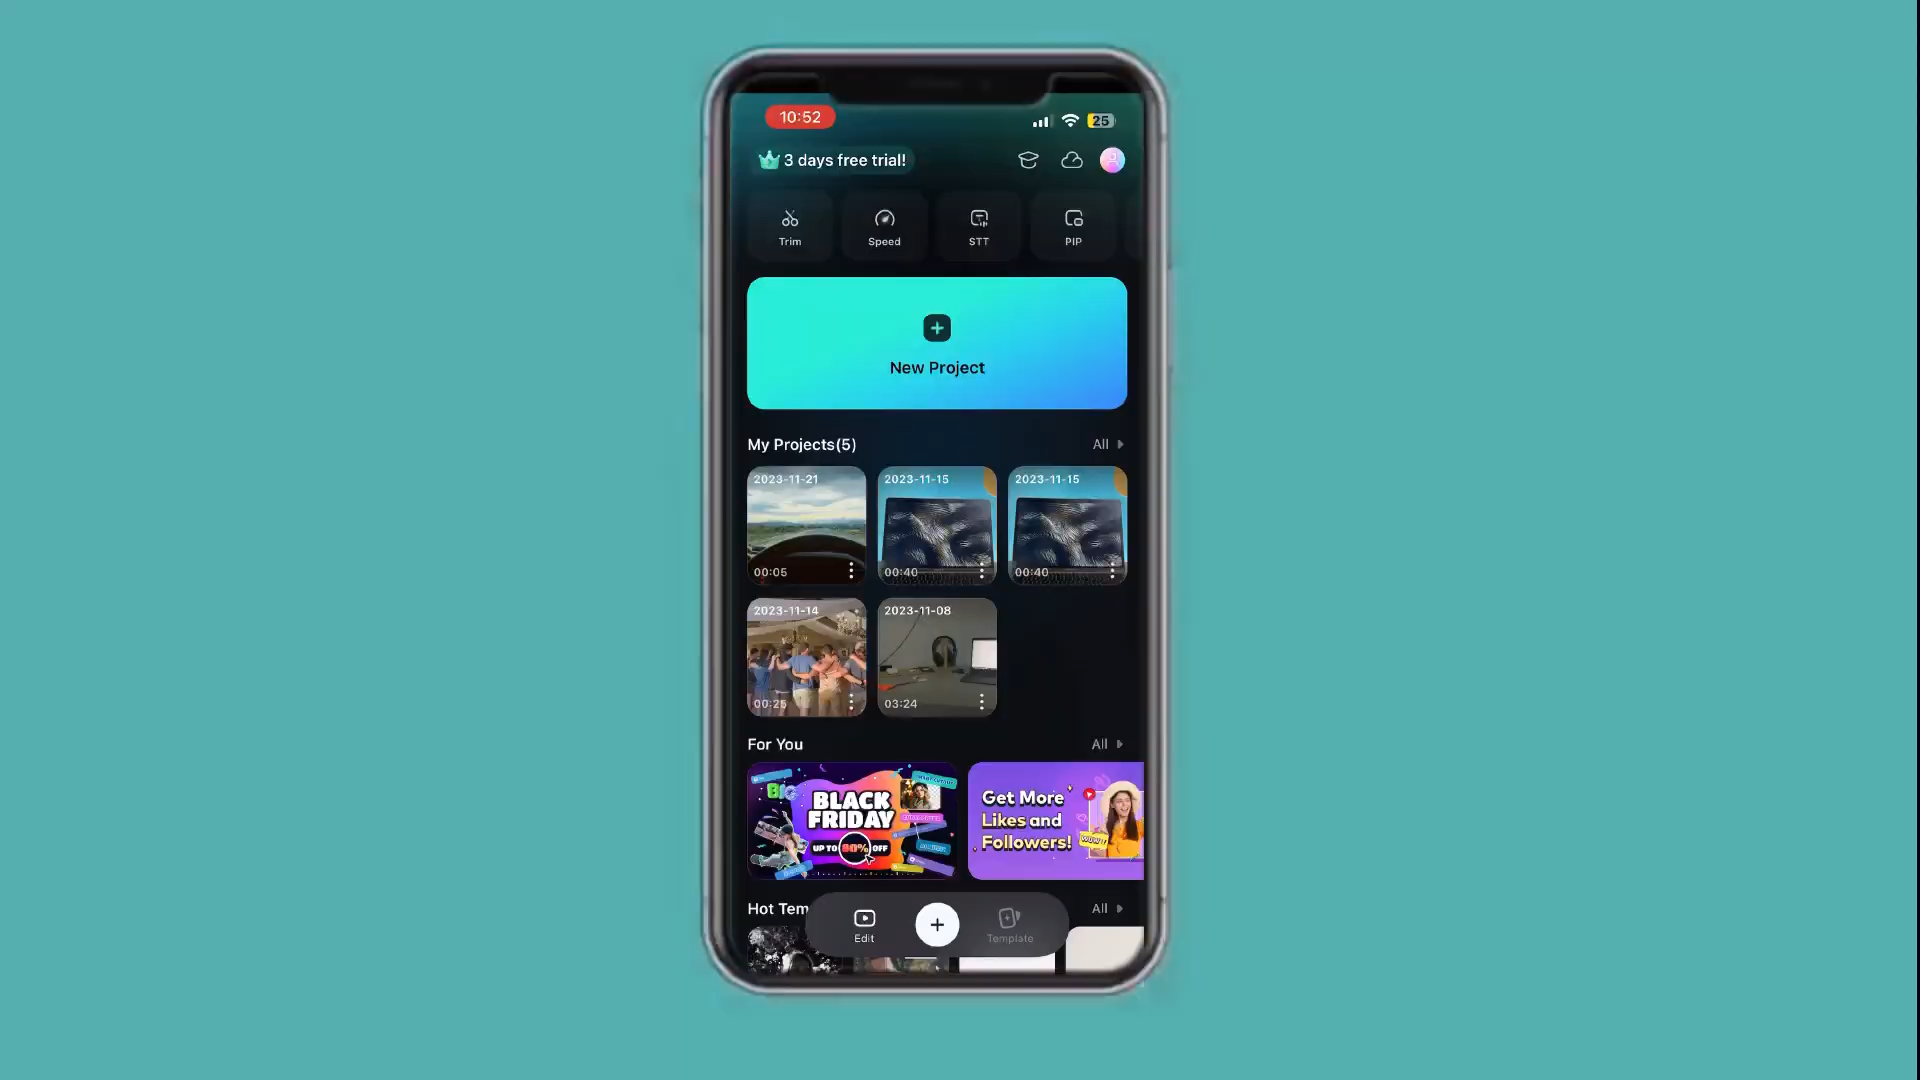 10:52
25
3 days free trial!
Trim
Speed
STT
PIP
New Project
My Projects(5)
All
2023-11-21
2023-11-15
2023-11-15
00:05
00:40
00:40
2023-11-14
2023-11-08
00:25
03:24
For You
All
BIG
BLACK
FRIDAY
UP TO 80% OFF
Get More
Likes and
Followers!
WOW!!
Hot Tem
All
Edit
Template